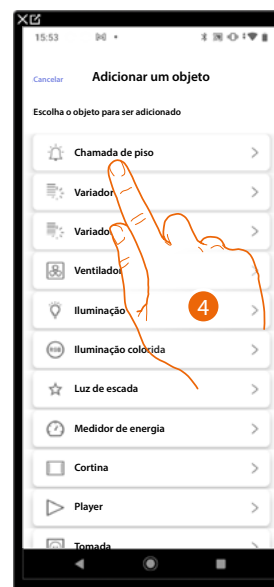 15:53
Cancelar Adicionar um objeto
Escolha o objeto para ser adicionado
Chamada de piso
Variador
Variado
Ventilador
Iluminação
4
RGB Iluminação colorida
Luz de escada
Medidor de energia
Cortina
Player
Tomada